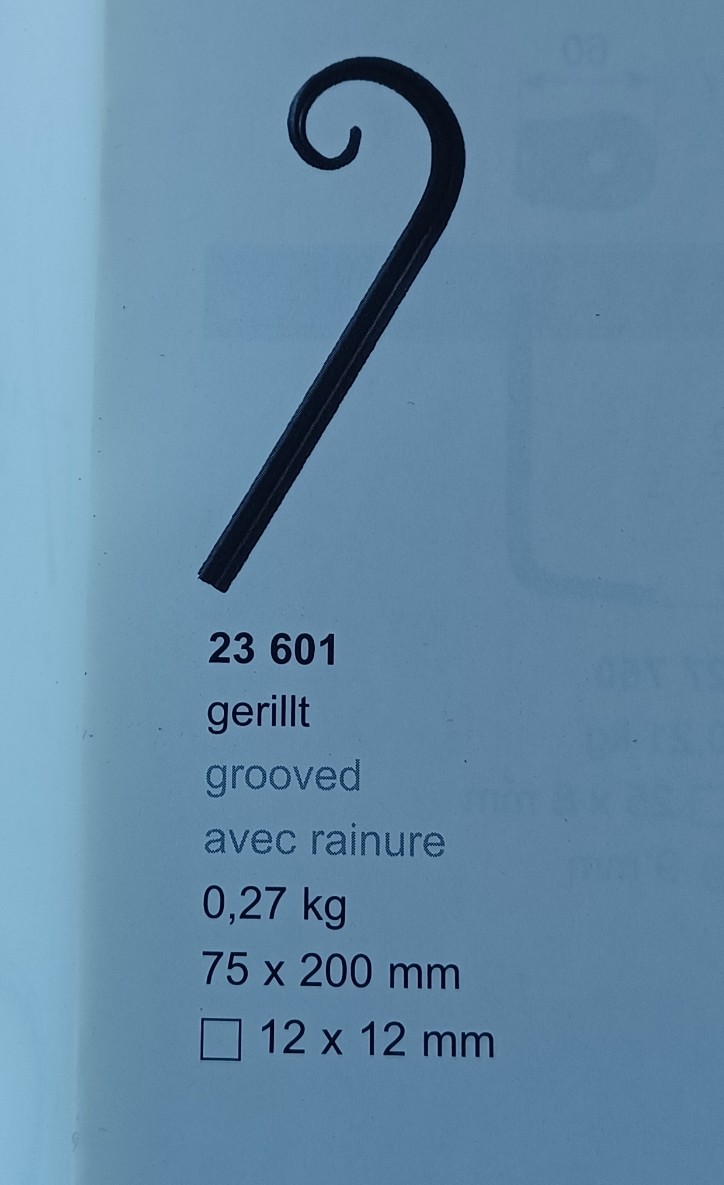 23 601
gerillt
grooved
avec rainure
0,27 kg
75 x 200 mm
□ 12 x 12 mm